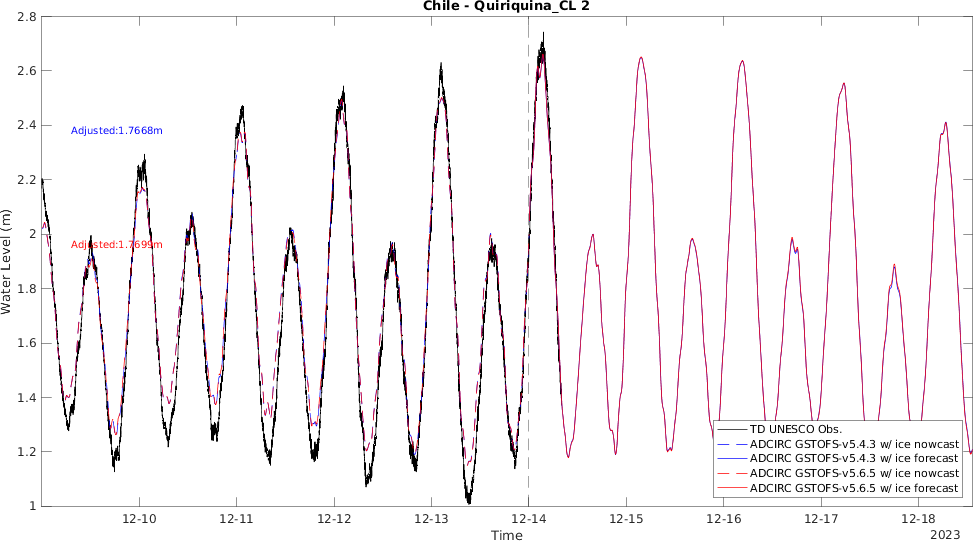 Chile - Quiriquina_CL 2
2.8
2.6
2.4
2.2
2
1.8
1.6
1.4
1.2
1
Water Level (m)
Adjusted:1.7668m
Adjusted:1.7699m
TD UNESCO Obs.
ADCIRC GSTOFS-v5.4.3 w/ ice nowcast
ADCIRC GSTOFS-v5.4.3 w/ ice forecast
ADCIRC GSTOFS-v5.6.5 w/ ice nowcast
ADCIRC GSTOFS-v5.6.5 w/ ice forecast
12-10 12-11 12-12 12-13 12-14 12-15 12-16 12-17 12-18
Time
2023